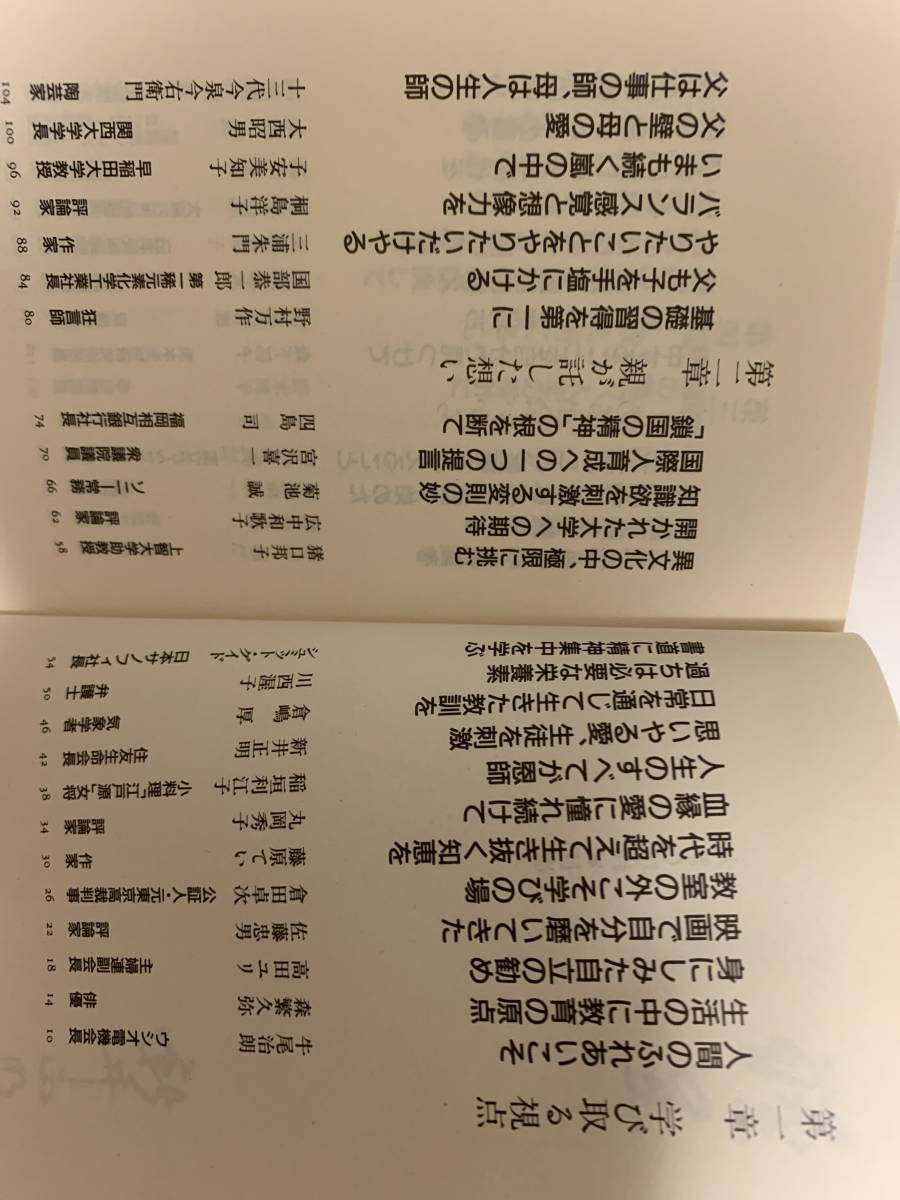 第一章　学び取る視点
人間のふれあいこそ　牛尾治朗　ウシオ電機会長　10
生活の中に教育の原点　森繁久弥　俳優　14
身にしみた自立の勧め　高田ユリ　主婦連副会長　18
映画で自分を磨いてきた　佐藤忠男　評論家　22
教室の外こそ学びの場　倉田卓次　公証人・元東京高裁判事　26
時代を超えて生き抜く知恵を　藤原てい　作家　30
血縁の愛に憧れ続けて　丸岡秀子　評論家　34
人生のすべてが恩師　稲垣利江子　小料理「江戸源」女将　38
思いやる愛、生徒を刺激　新井正明　住友生命会長　42
日常を通じて生きた教訓を　倉嶋厚　気象学者　46
過ちは必要な栄養素　川西渥子　弁護士　50
書道に精神集中を学ぶ　ジュミット・ダイド　日本サノフィ社長　54
異文化の中、極限に挑む　猪口邦子　上智大学助教授　58
開かれた大学への期待　広中和歌子　評論家　62
知識欲を刺激する変則の妙　菊池誠　ソニー常務　66
国際人育成への一つの提言　宮沢喜一　衆議院議員　70
「鎖国の精神」の根を断て　四島司　福岡相互銀行社長　74
第二章　親が託した想い
基礎の習得を第一に　野村万作　狂言師　80
父も子を手塩にかける　国部恭一郎　第一稀元素化学工業社長　84
やりたいことをやりたいだけやる　三浦朱門　作家　88
バランス感覚と想像力を　桐島洋子　評論家　92
いまも続く嵐の中で　子安美知子　早稲田大学教授　96
父の壁と母の愛　大西昭男　関西大学学長　100
父は仕事の師、母は人生の師　十三代今泉今右衛門　陶芸家　104